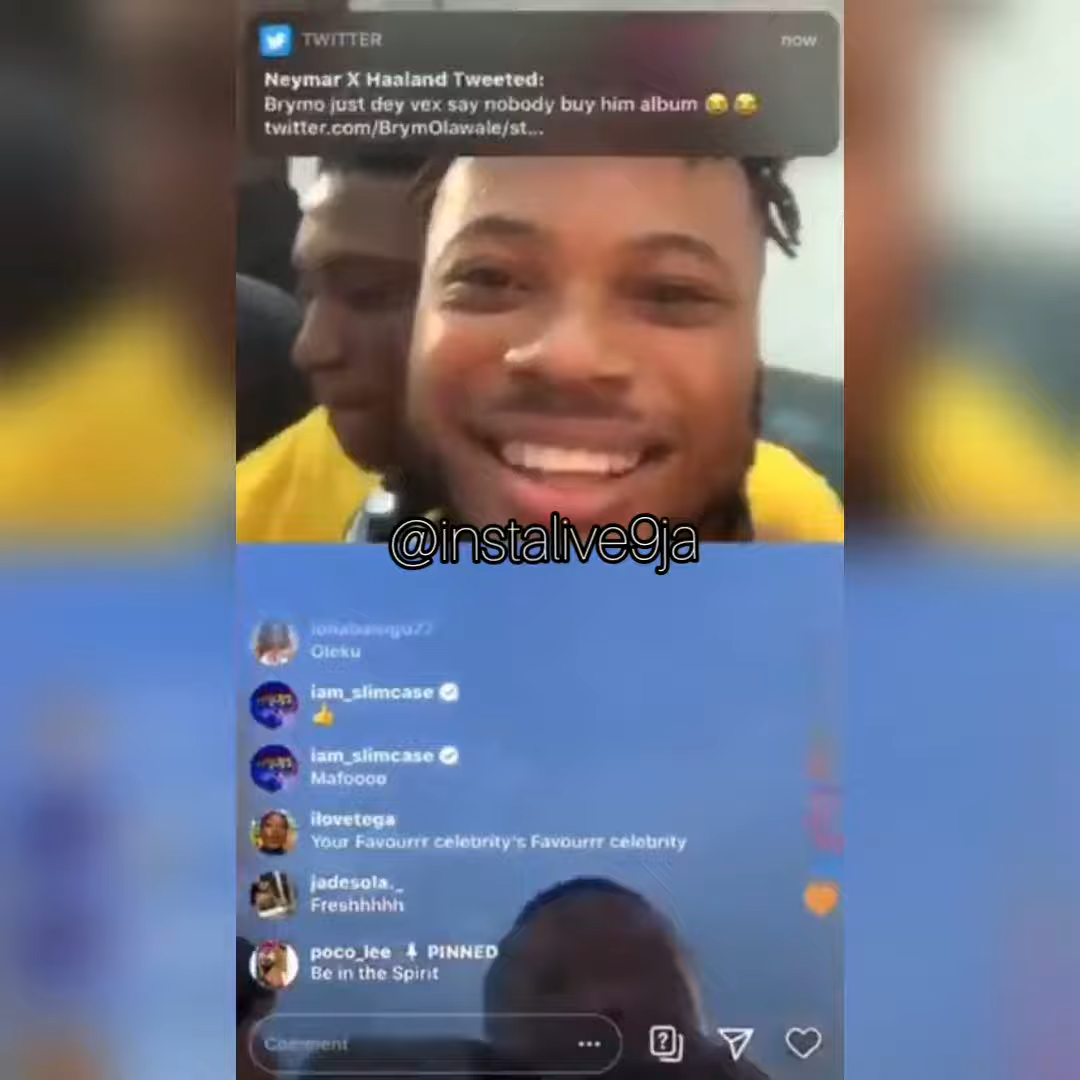 TWITTER
now
Neymar X Haaland Tweeted:
Brymo just dey vex say nobody buy him album 😂 😂
twitter.com/BrymOlawale/st...
@instalive9ja
Oleku
iam_slimcase
👍
iam_slimcase
Mafoooo
ilovetega
Your Favourrr celebrity's Favourrr celebrity
jadesola._
Freshhhhh
poco_lee PINNED
Be in the Spirit
Comment